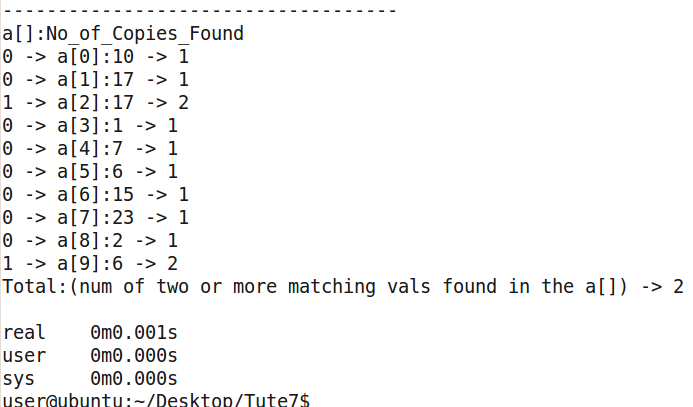 ------------------------------------
a[]:No_of_Copies_Found
0 -> a[0]:10 -> 1
0 -> a[1]:17 -> 1
1 -> a[2]:17 -> 2
0 -> a[3]:1 -> 1
0 -> a[4]:7 -> 1
0 -> a[5]:6 -> 1
0 -> a[6]:15 -> 1
0 -> a[7]:23 -> 1
0 -> a[8]:2 -> 1
1 -> a[9]:6 -> 2
Total:(num of two or more matching vals found in the a[]) -> 2
real    0m0.001s
user    0m0.000s
sys     0m0.000s
user@ubuntu:~/Desktop/Tute7$